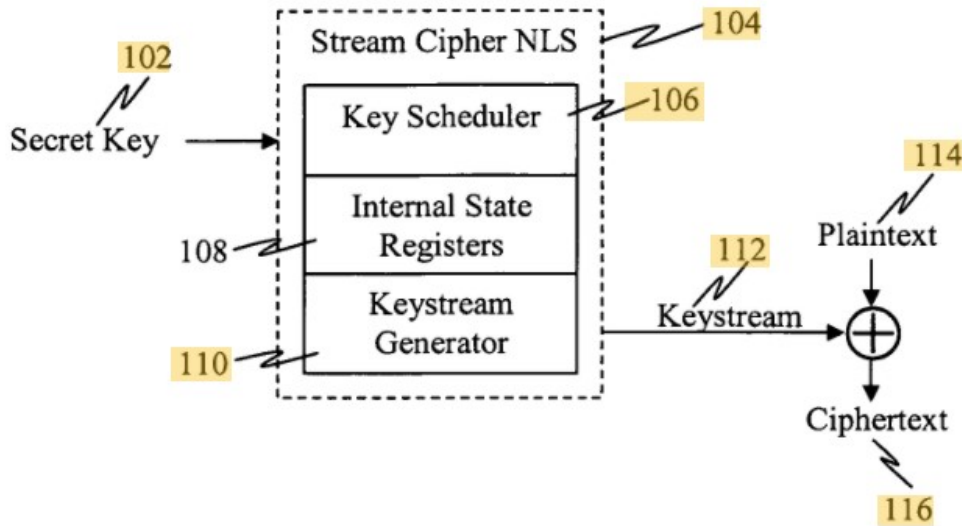 Stream Cipher NLS
104
102
Secret Key
Key Scheduler
106
114
Internal State
Registers
108
Plaintext
112
Keystream
Keystream
Generator
110
Ciphertext
116